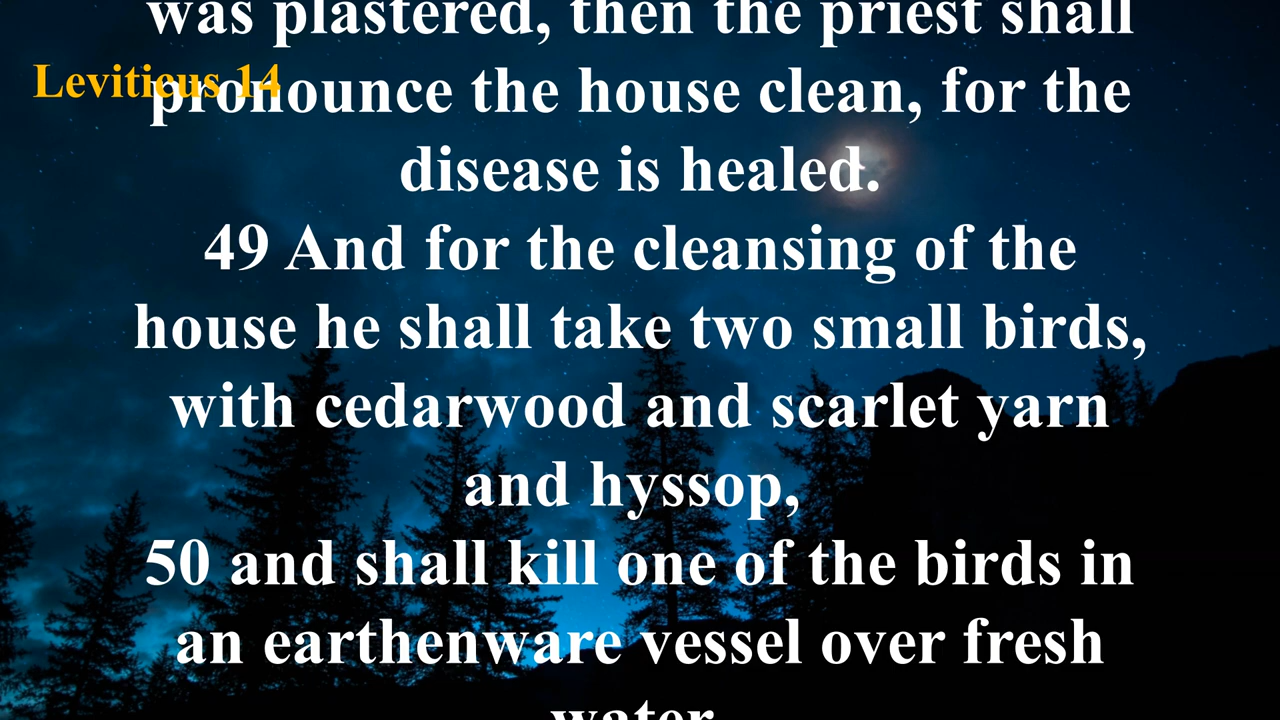 was plastered, then the priest shall
Leviticus 14
pronounce the house clean, for the
disease is healed.
49 And for the cleansing of the
house he shall take two small birds,
with cedarwood and scarlet yarn
and hyssop,
50 and shall kill one of the birds in
an earthenware vessel over fresh
water